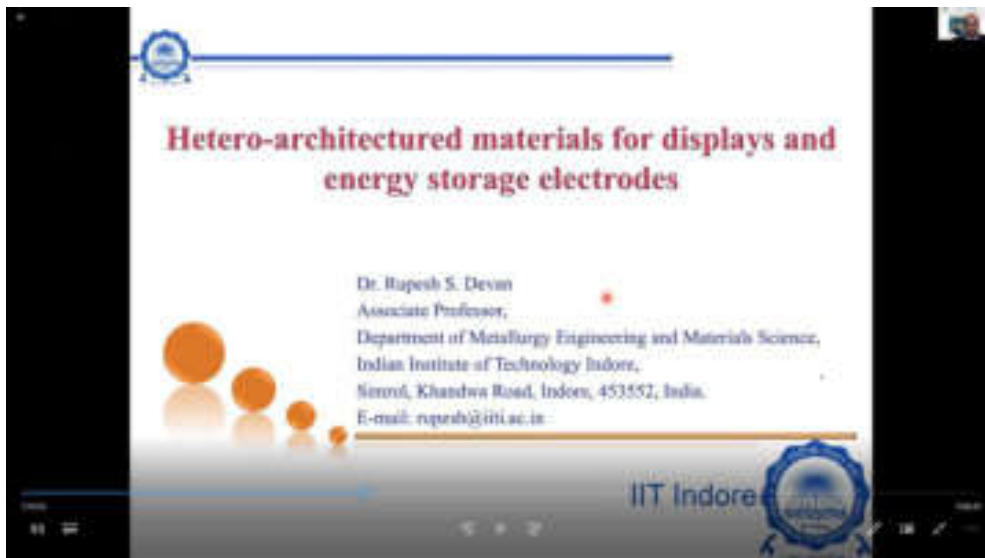 Hetero-architectured materials for displays and
energy storage electrodes
Dr. Rupesh S. Devan
Associate Professor,
Department of Metallurgy Engineering and Materials Science,
Indian Institute of Technology Indore,
Simrol, Khandwa Road, Indore, 453552, India.
E-mail: rupesh@iiti.ac.in
IIT Indore